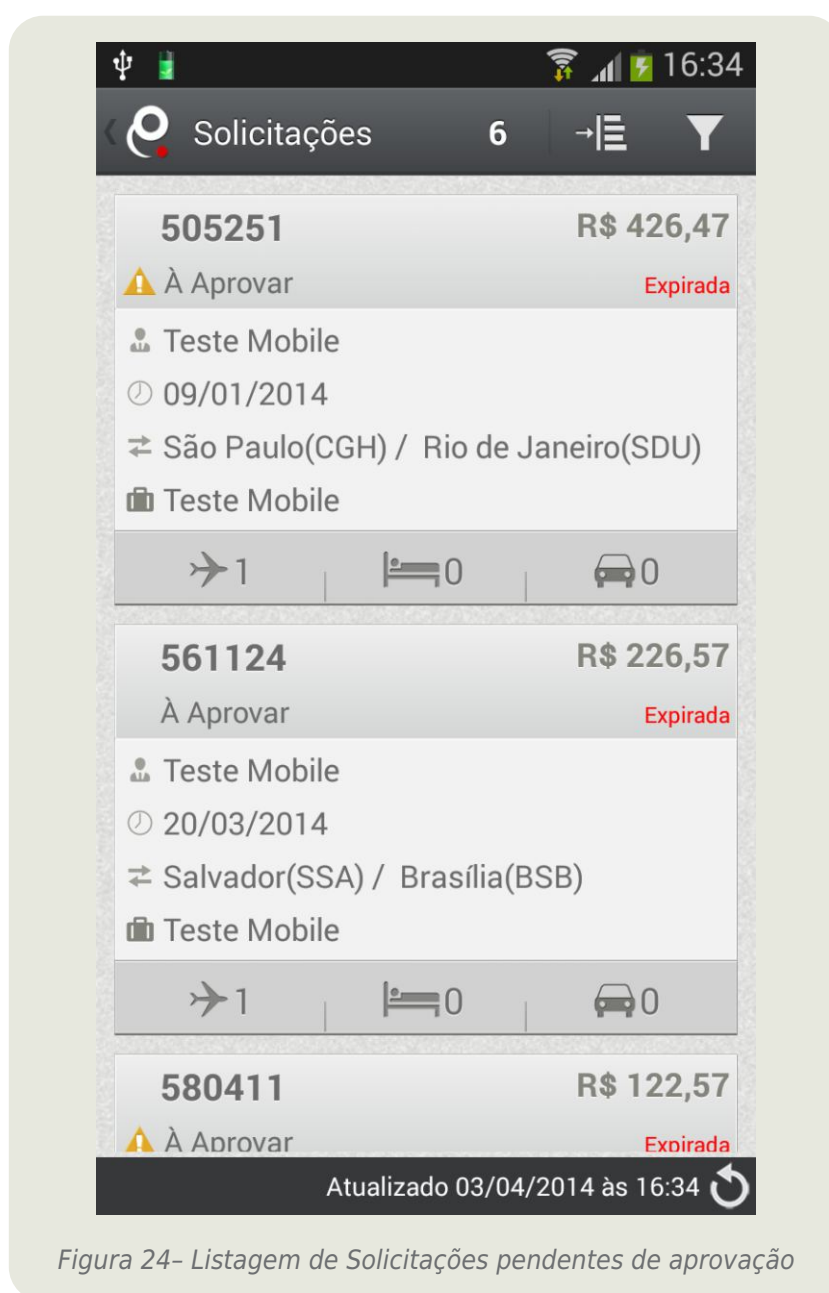 16:34
Solicitações 6
505251 R$ 426,47
À Aprovar Expirada
Teste Mobile
09/01/2014
São Paulo(CGH) / Rio de Janeiro(SDU)
Teste Mobile
1 0 0
561124 R$ 226,57
À Aprovar Expirada
Teste Mobile
20/03/2014
Salvador(SSA) / Brasília(BSB)
Teste Mobile
1 0 0
580411 R$ 122,57
À Aprovar Expirada
Atualizado 03/04/2014 às 16:34
Figura 24– Listagem de Solicitações pendentes de aprovação